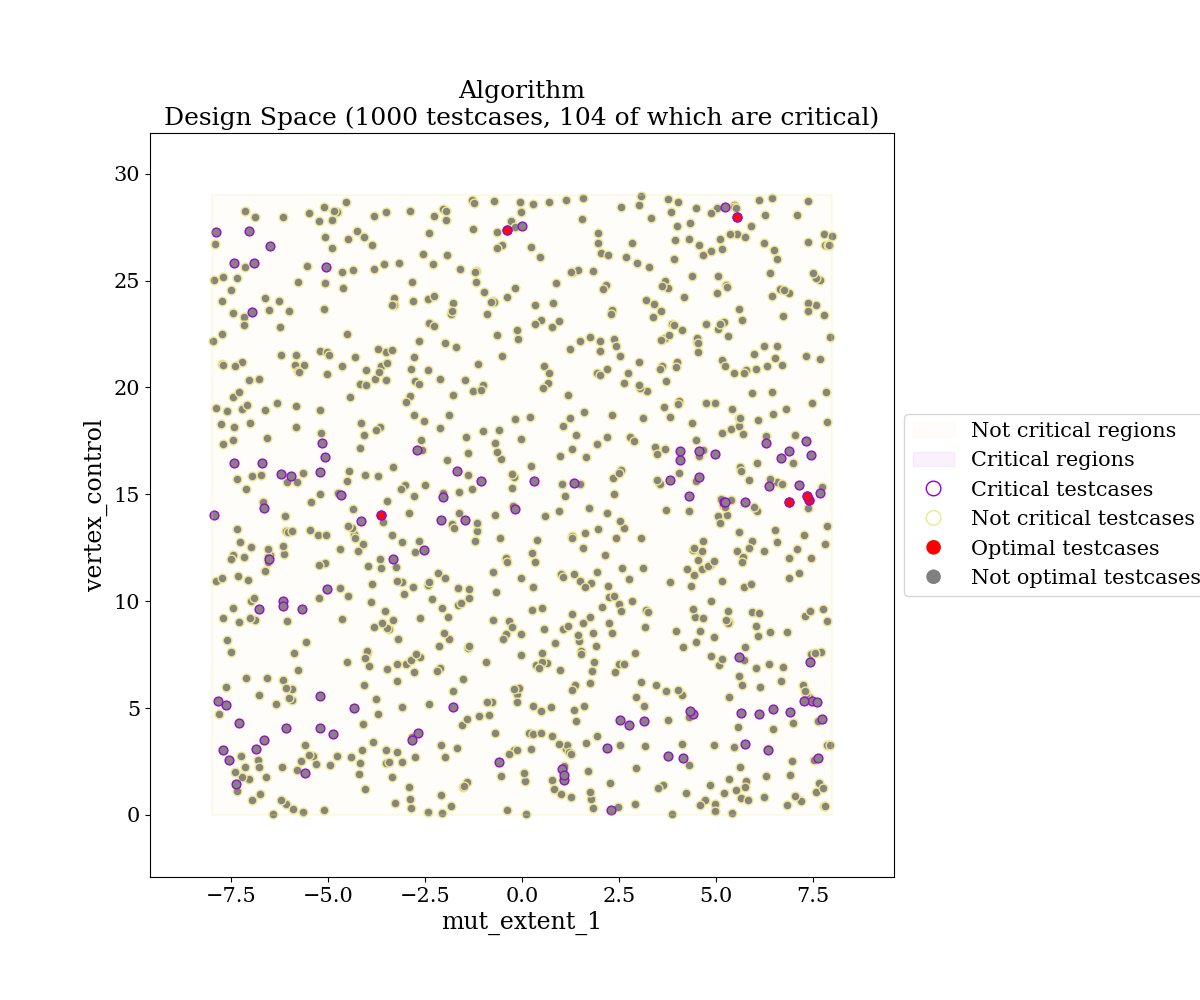 Algorithm
Design Space (1000 testcases, 104 of which are critical)
30
25
20
15
10
5
0
vertex_control
−7.5
−5.0
−2.5
0.0
2.5
5.0
7.5
mut_extent_1
Not critical regions
Critical regions
Critical testcases
Not critical testcases
Optimal testcases
Not optimal testcases